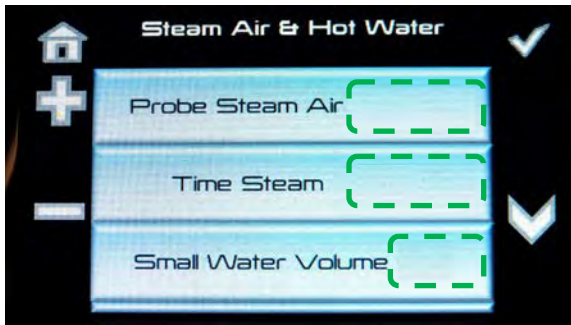 Steam Air & Hot Water
Probe Steam Air
Time Steam
Small Water Volume